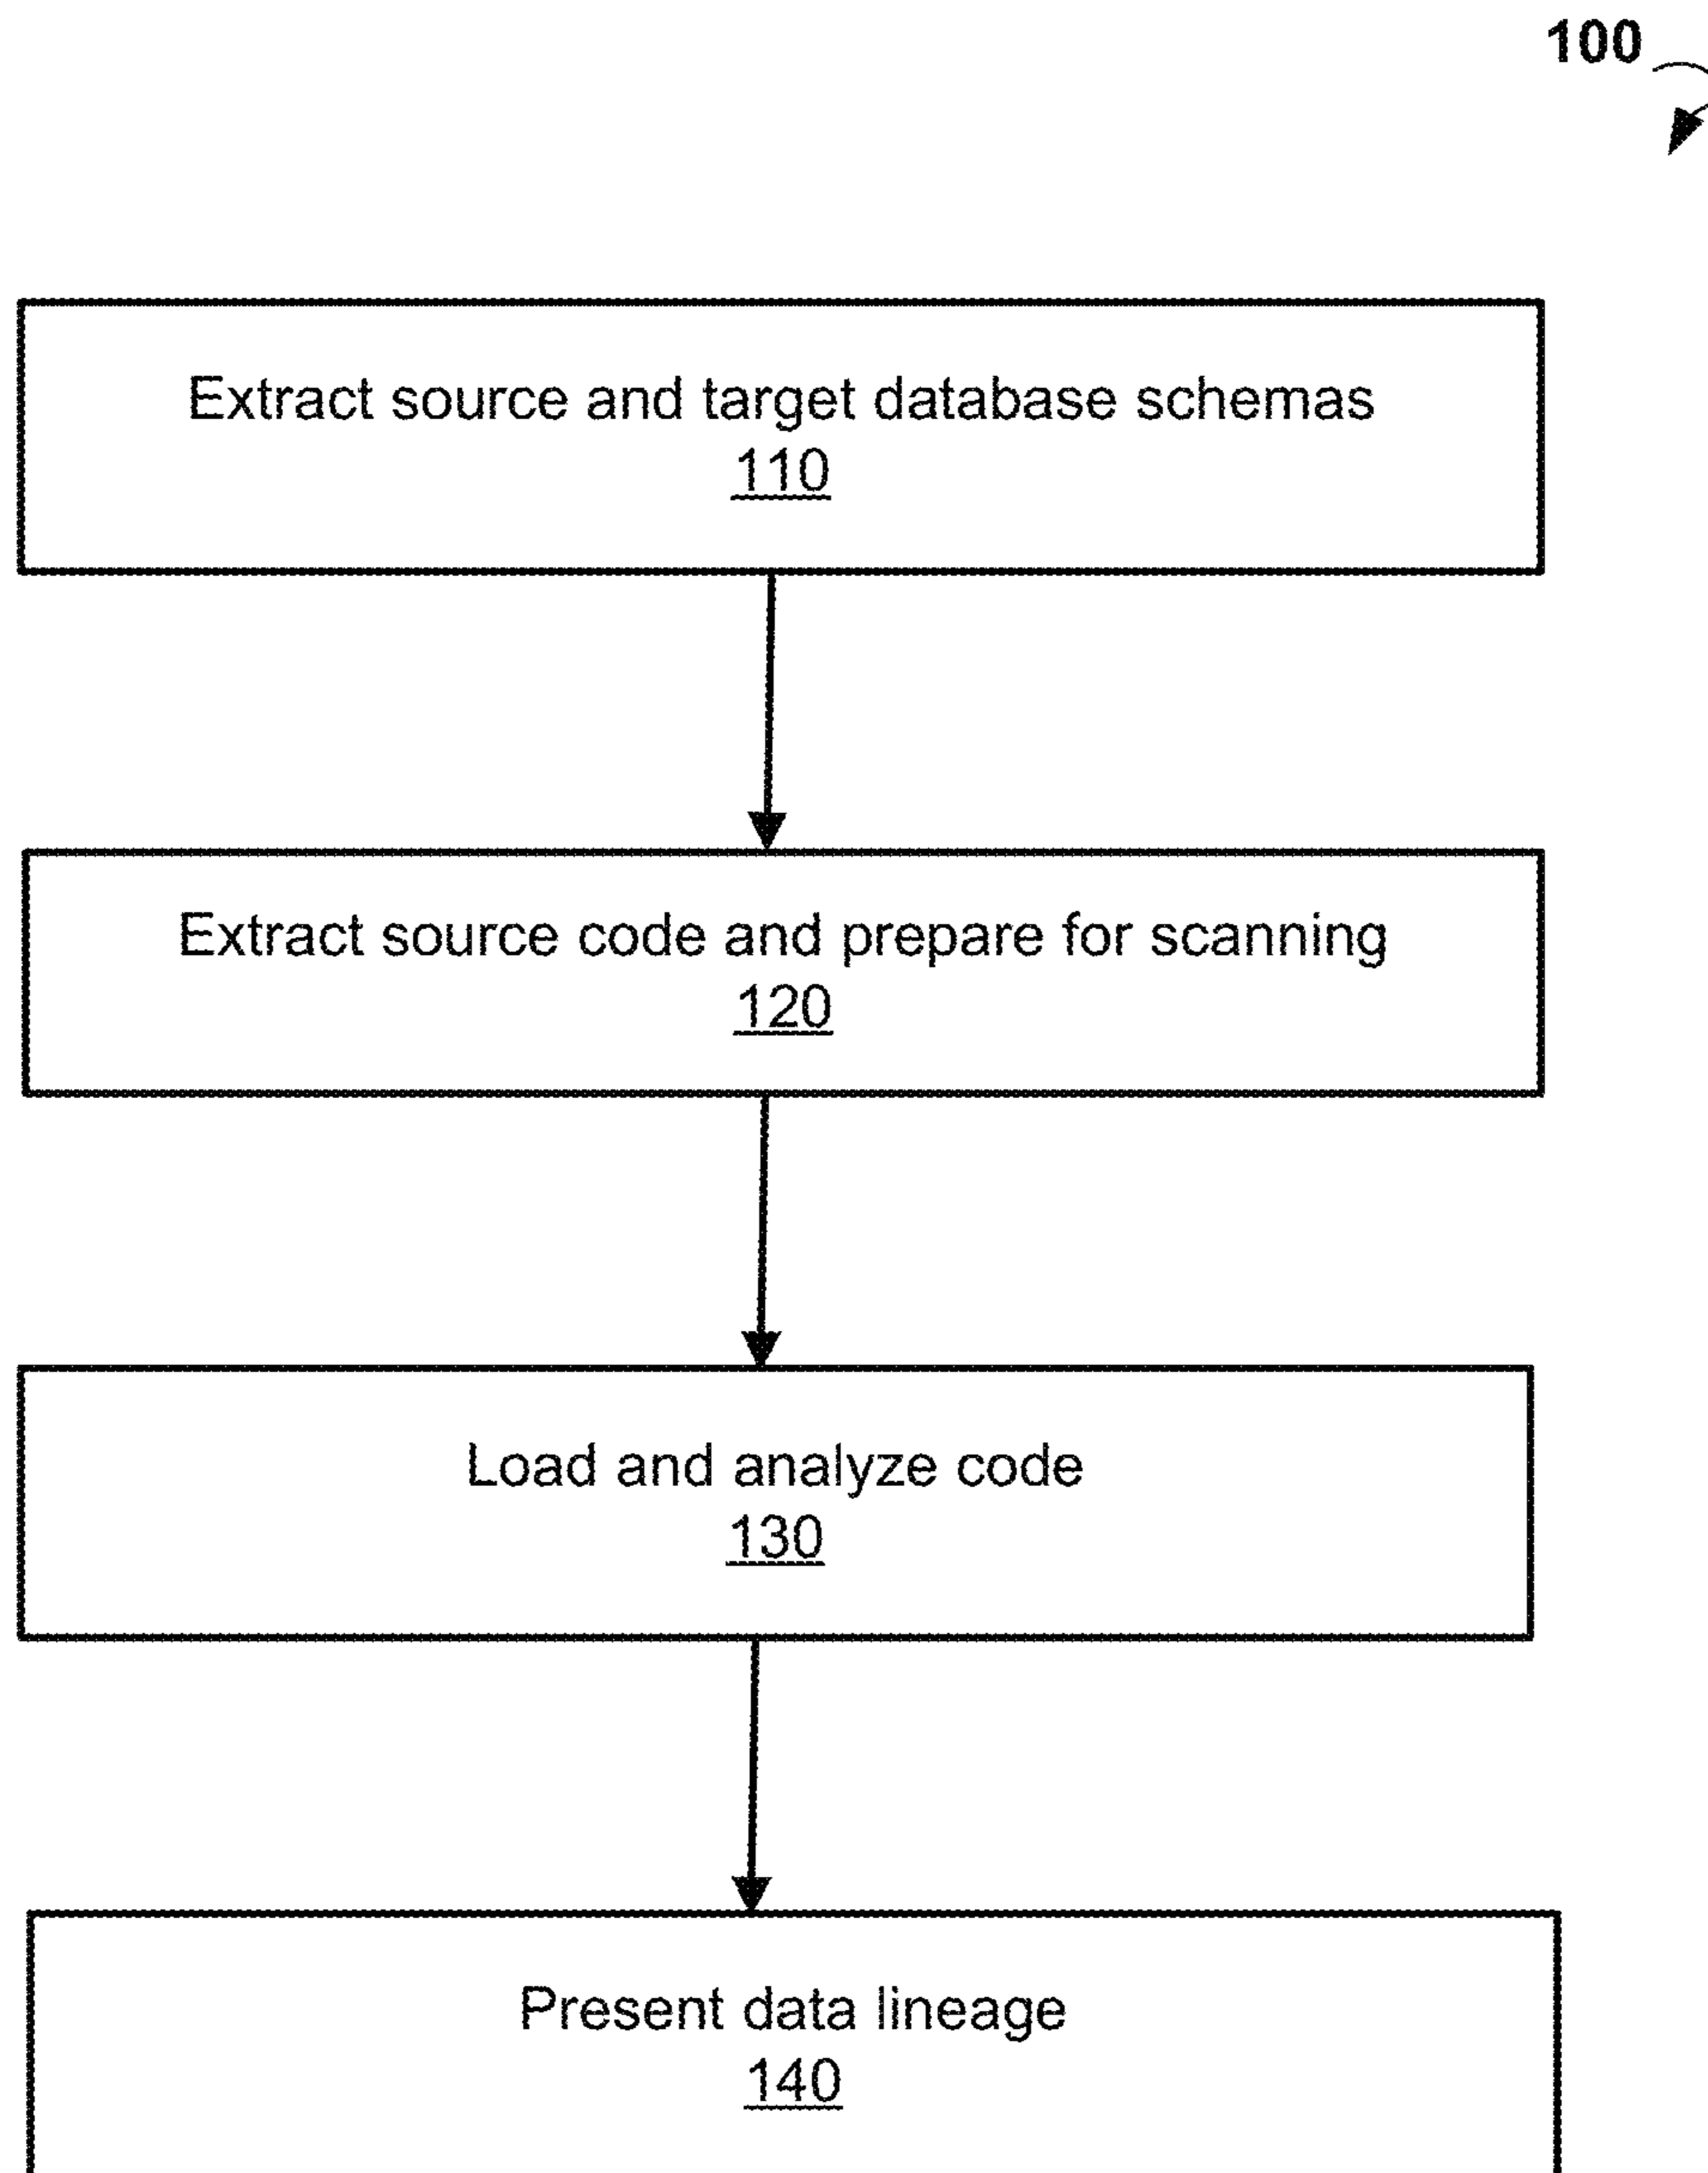 100
Extract source and target database schemas
110
Extract source code and prepare for scanning
120
Load and analyze code
130
Present data lineage
140